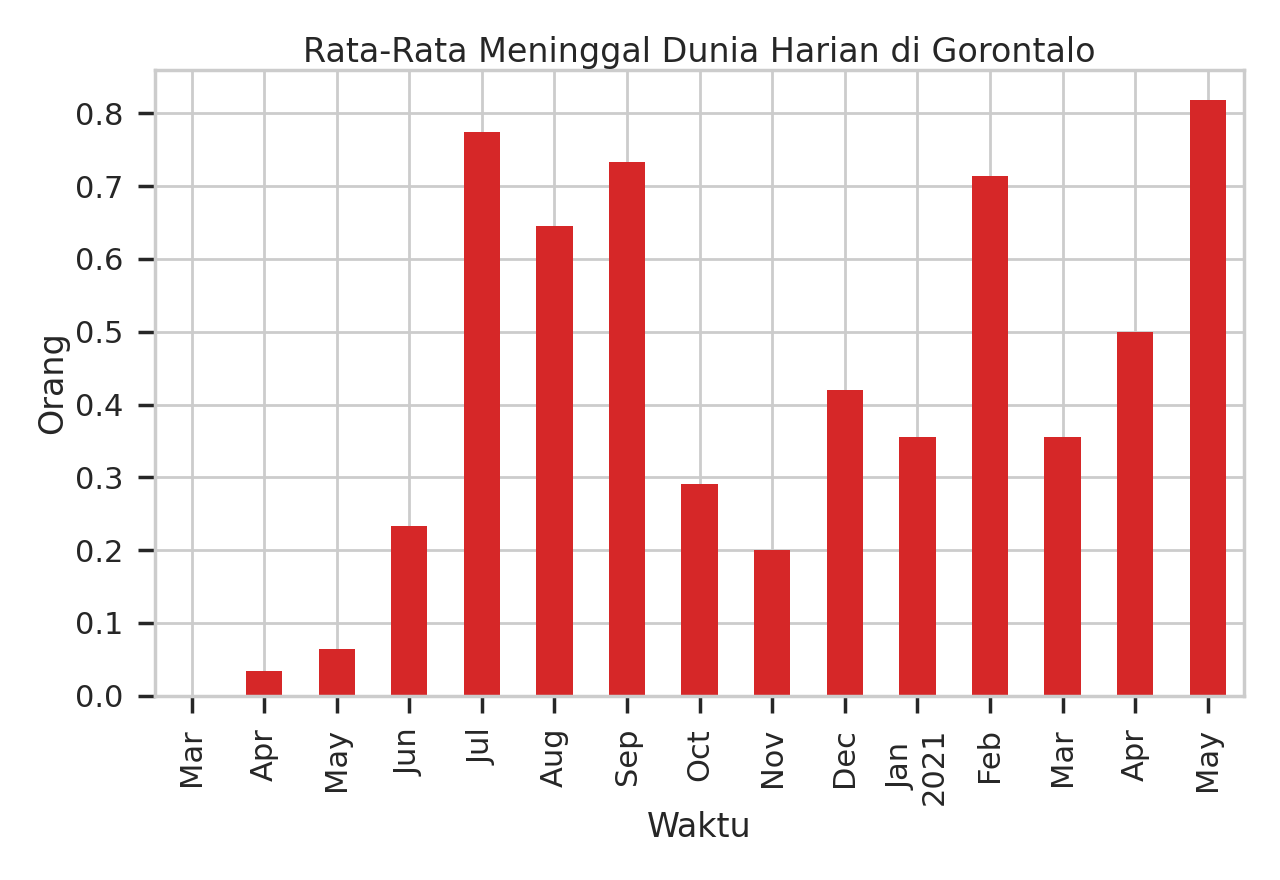 Rata-Rata Meninggal Dunia Harian di Gorontalo
Orang
0.8
0.7
0.6
0.5
0.4
0.3
0.2
0.1
0.0
Mar
Apr
May
Jun
Jul
Aug
Sep
Oct
Nov
Dec
Jan
2021
Feb
Mar
Apr
May
Waktu